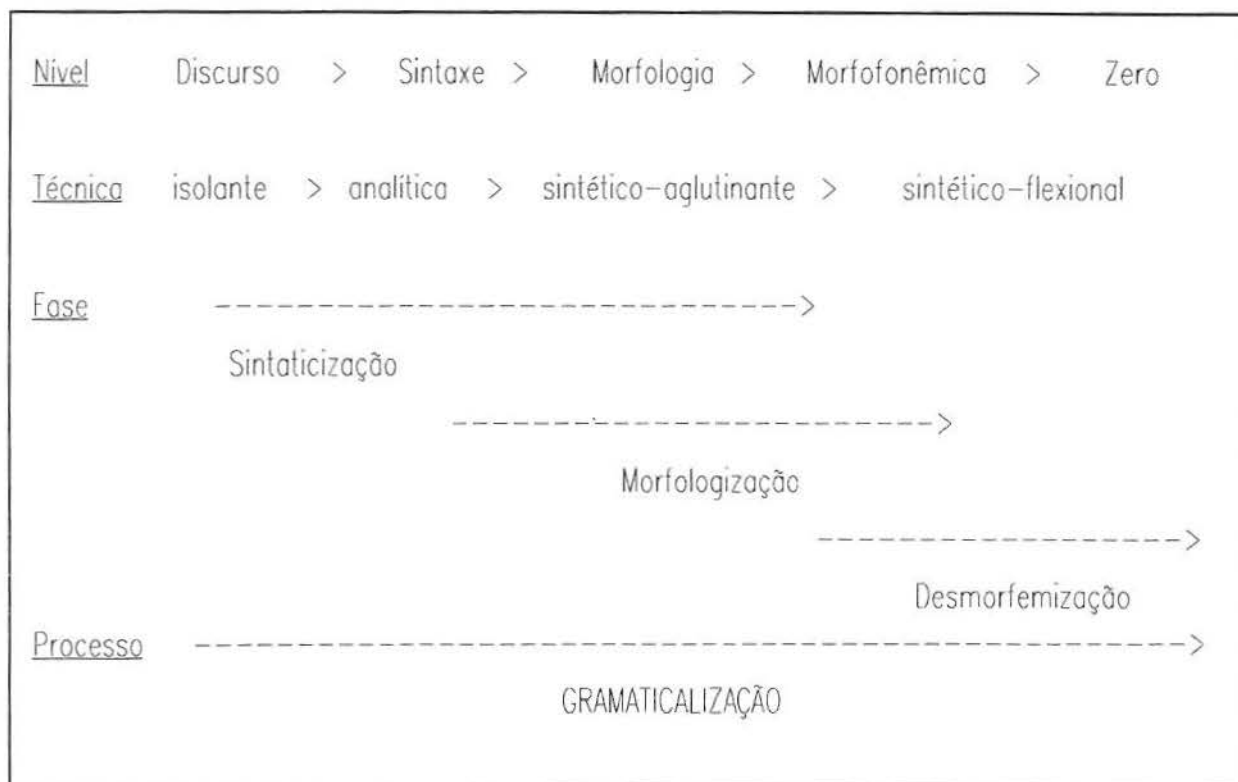 Nível Discurso > Sintaxe > Morfologia > Morfofonêmica > Zero
Técnica isolante > analítica > sintético-aglutinante > sintético-flexional
Fase -------------------------------->
Sintaticização
-------------------------->
Morfologização
--------------------->
Desmorfemização
Processo ------------------------------------------------------->
GRAMATICALIZAÇÃO